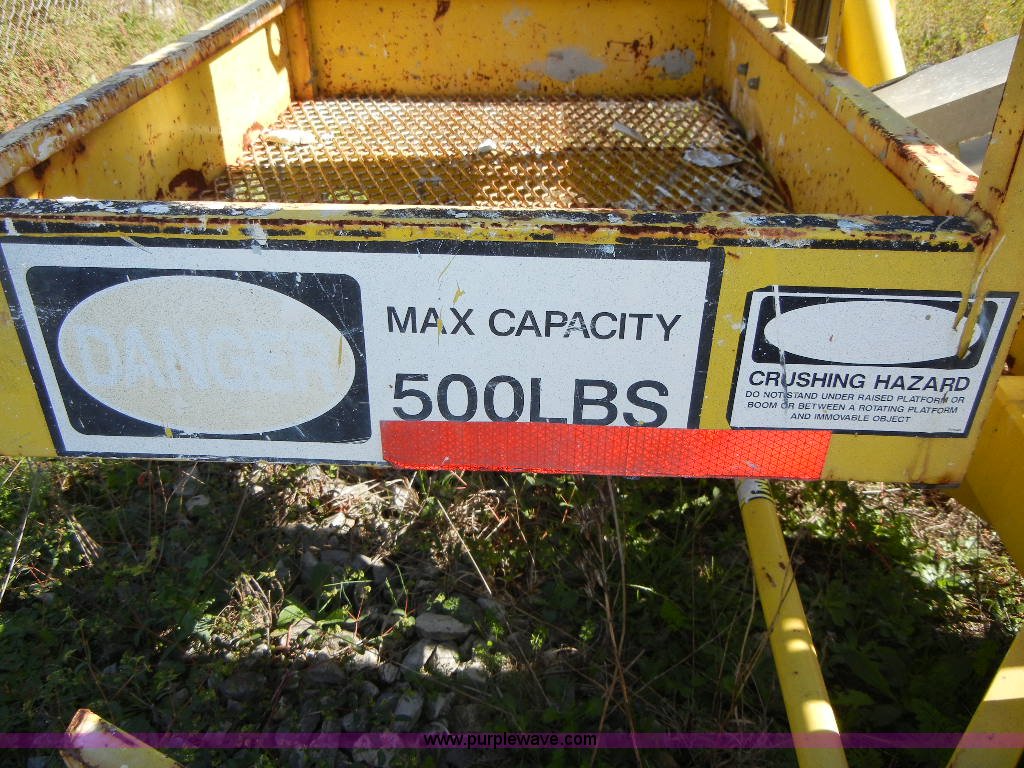 DANGER
MAX CAPACITY
500LBS
CRUSHING HAZARD
DO NOT STAND UNDER RAISED PLATFORM OR
BOOM OR BETWEEN A ROTATING PLATFORM
AND IMMOVABLE OBJECT
www.purplewave.com